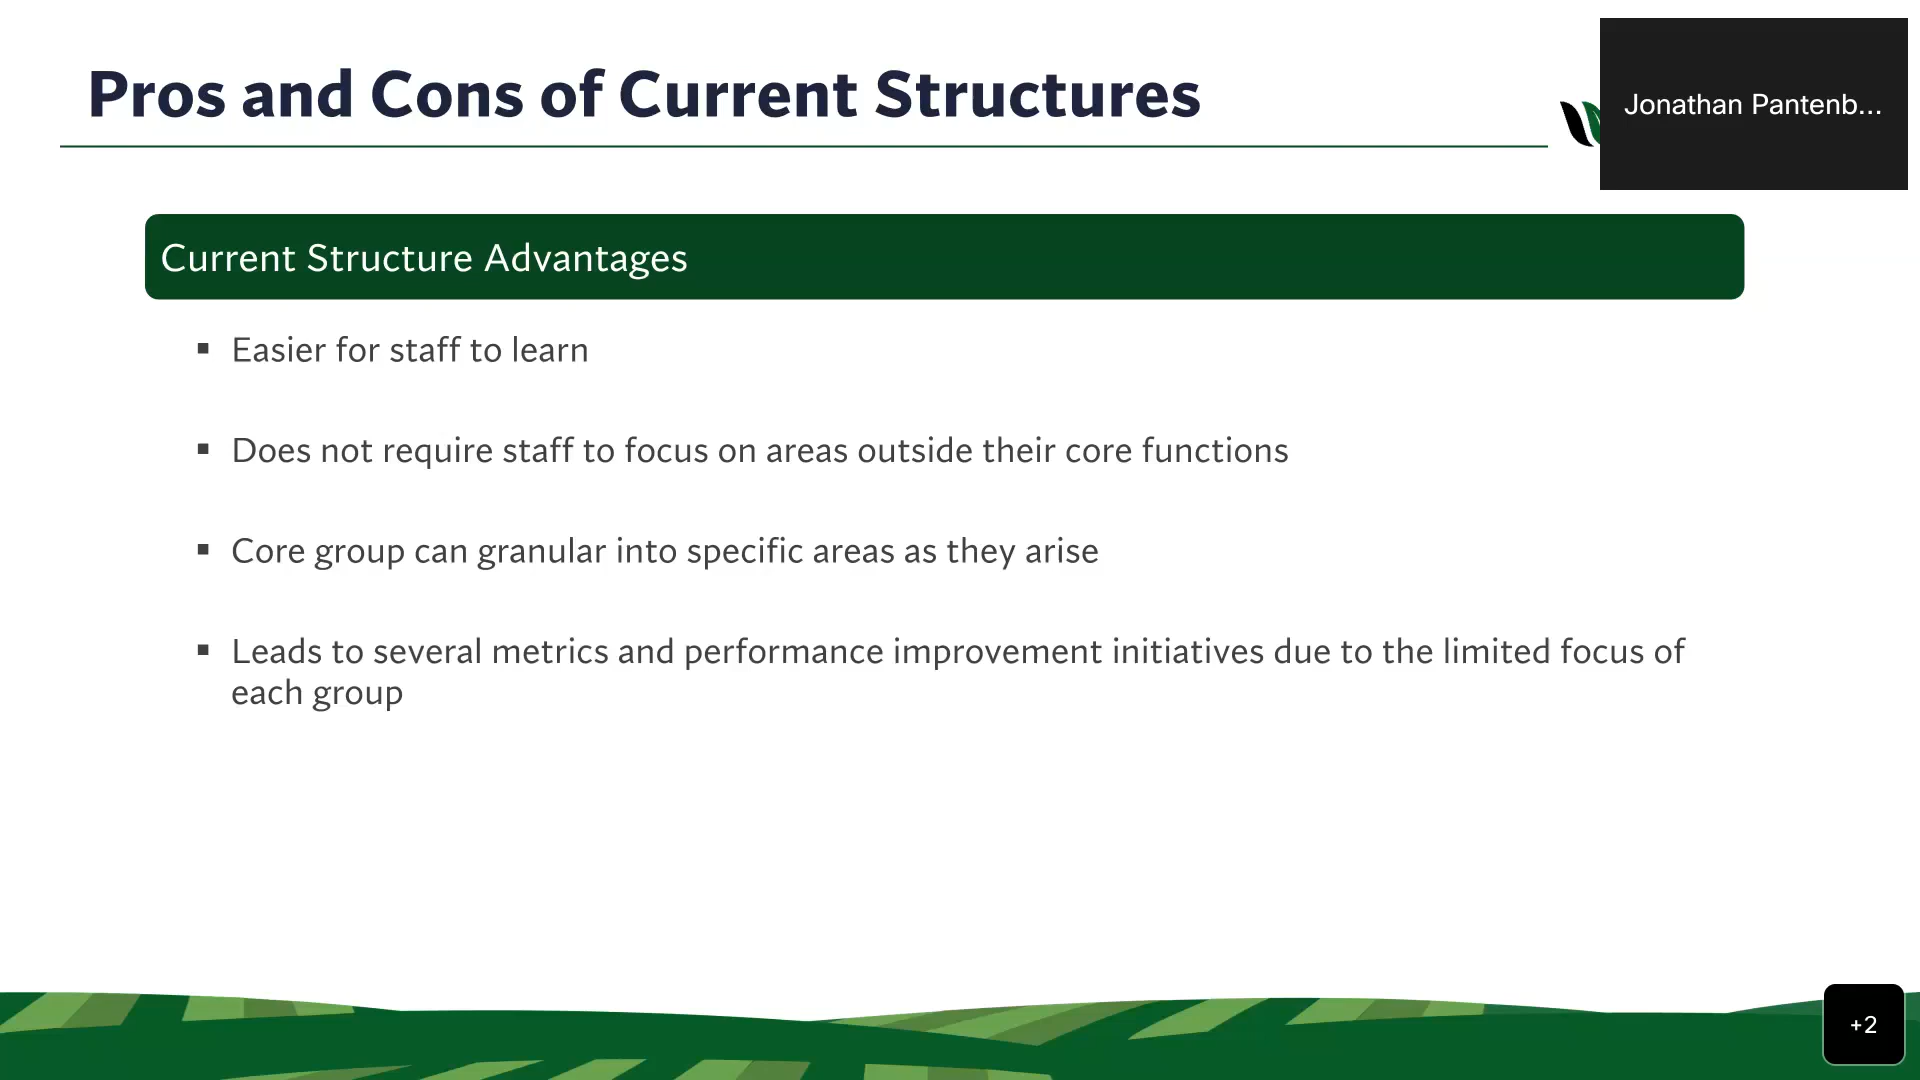 Pros and Cons of Current Structures
Jonathan Pantenb...
Current Structure Advantages
▪ Easier for staff to learn
▪ Does not require staff to focus on areas outside their core functions
▪ Core group can granular into specific areas as they arise
▪ Leads to several metrics and performance improvement initiatives due to the limited focus of
each group
+2